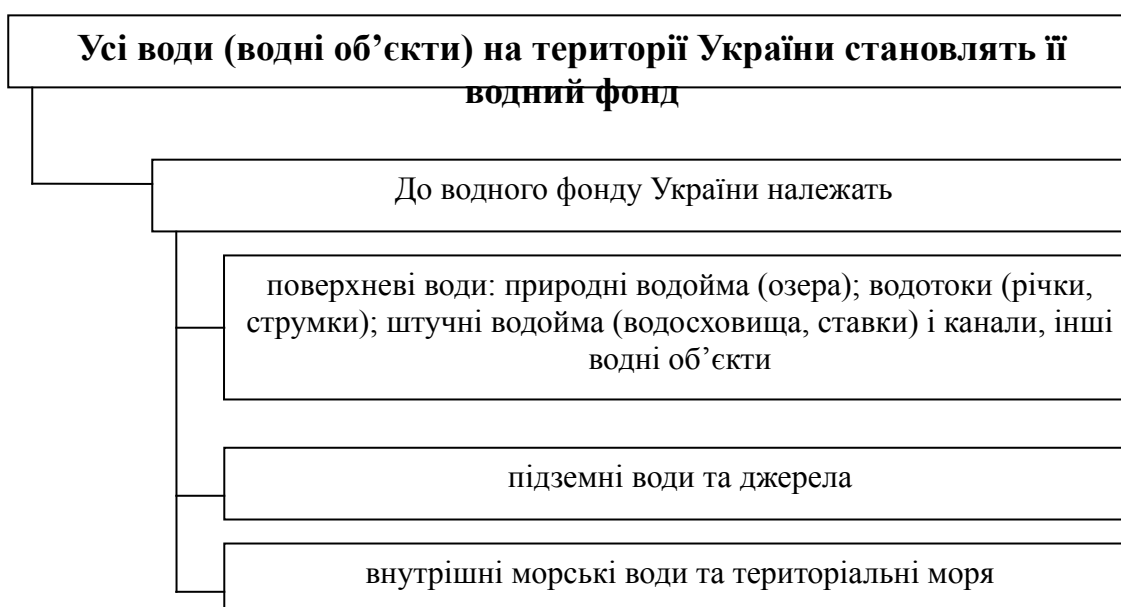 Усі води (водні об’єкти) на території України становлять її
водний фонд
До водного фонду України належать
поверхневі води: природні водойма (озера); водотоки (річки,
струмки); штучні водойма (водосховища, ставки) і канали, інші
водні об’єкти
підземні води та джерела
внутрішні морські води та територіальні моря